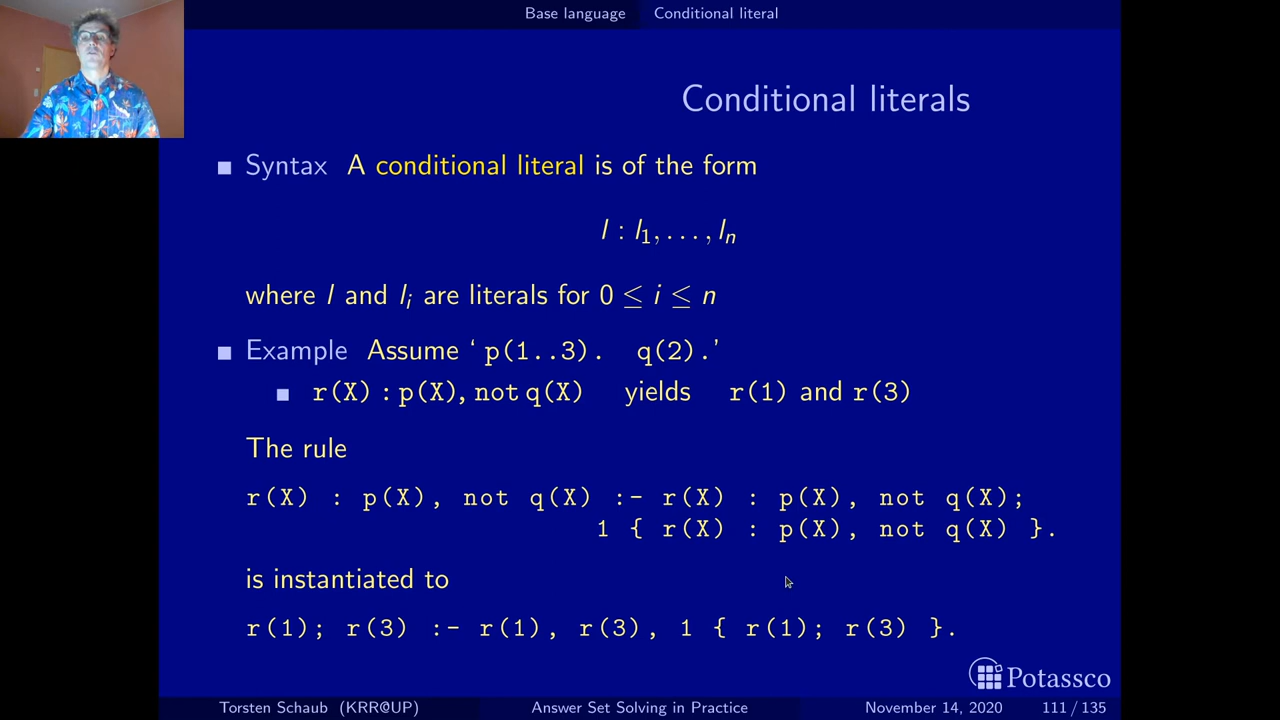 Base language Conditional literal
Conditional literals
Syntax A conditional literal is of the form
l : l₁, . . . , lₙ
where l and lᵢ are literals for 0 ≤ i ≤ n
Example Assume ‘ p(1..3). q(2).’
r(X) : p(X), not q(X) yields r(1) and r(3)
The rule
r(X) : p(X), not q(X) :- r(X) : p(X), not q(X);
1 { r(X) : p(X), not q(X) }.
is instantiated to
r(1); r(3) :- r(1), r(3), 1 { r(1); r(3) }.
Potassco
Torsten Schaub (KRR@UP) Answer Set Solving in Practice November 14, 2020 111 / 135